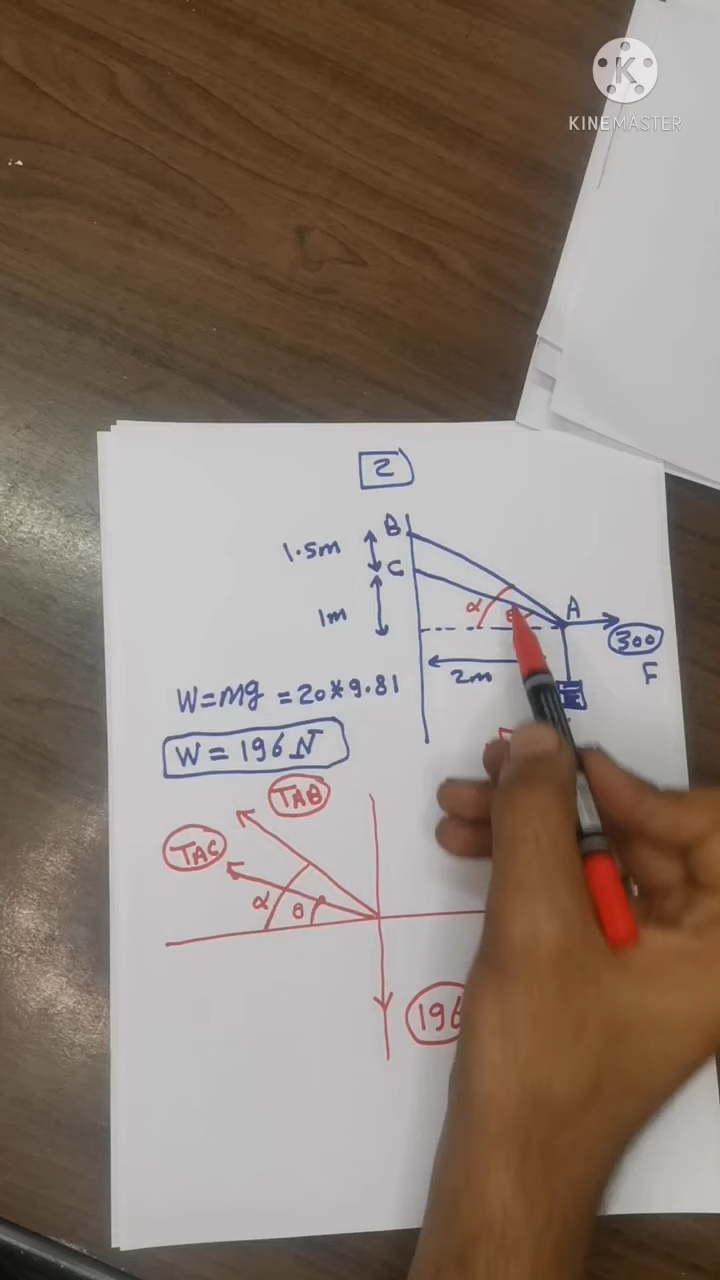 K
KINEMASTER
2
B
1.5m
C
1m
α
θ
A
300
F
2m
W=mg = 20*9.81
W = 196 N
TAB
TAC
α
θ
196